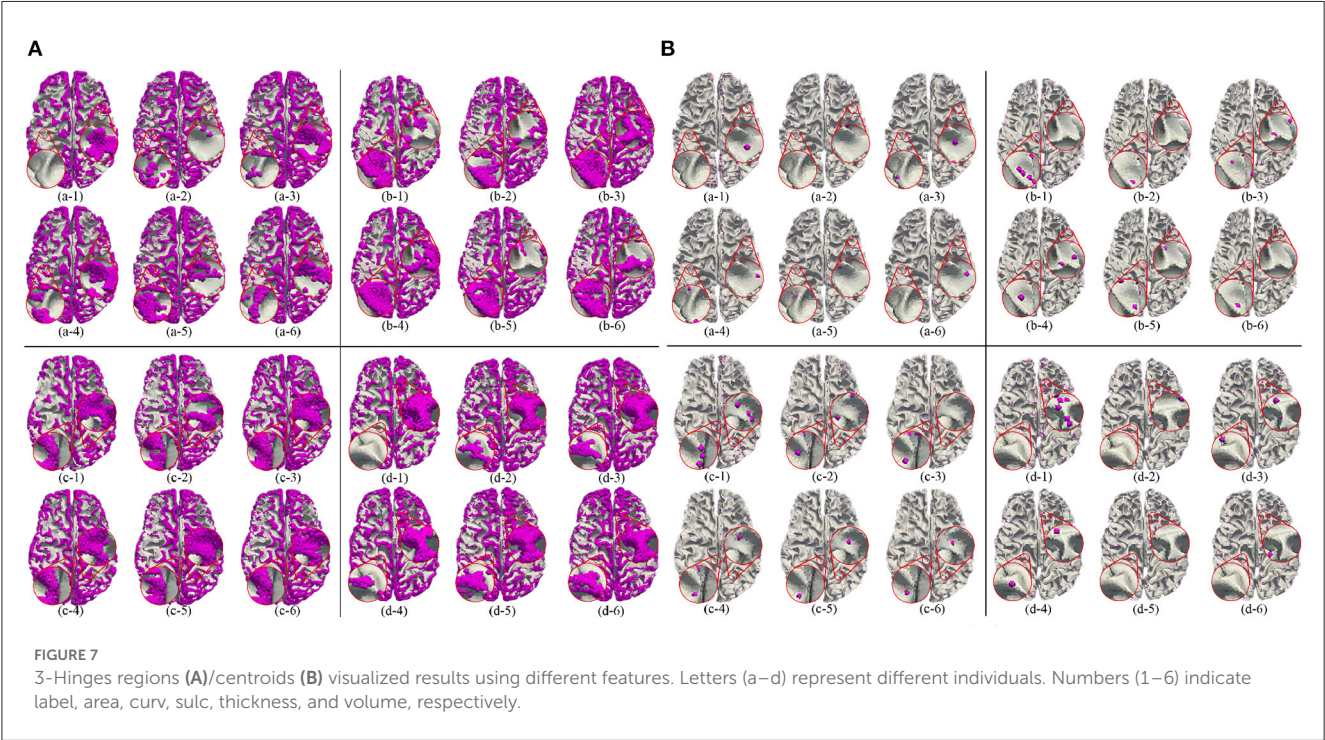 A B
(a-1) (a-2) (a-3) (b-1) (b-2) (b-3) (a-1) (a-2) (a-3) (b-1) (b-2) (b-3)
(a-4) (a-5) (a-6) (b-4) (b-5) (b-6) (a-4) (a-5) (a-6) (b-4) (b-5) (b-6)
(c-1) (c-2) (c-3) (d-1) (d-2) (d-3) (c-1) (c-2) (c-3) (d-1) (d-2) (d-3)
(c-4) (c-5) (c-6) (d-4) (d-5) (d-6) (c-4) (c-5) (c-6) (d-4) (d-5) (d-6)
FIGURE 7
3-Hinges regions (A)/centroids (B) visualized results using different features. Letters (a–d) represent different individuals. Numbers (1–6) indicate
label, area, curv, sulc, thickness, and volume, respectively.